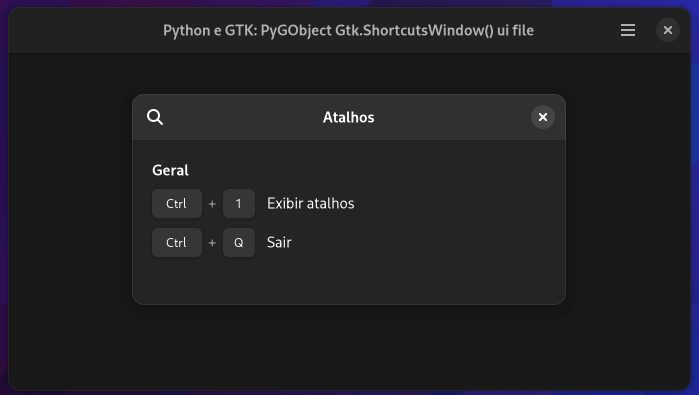 Python e GTK: PyGObject Gtk.ShortcutsWindow() ui file
Atalhos
Geral
Ctrl + 1 Exibir atalhos
Ctrl + Q Sair